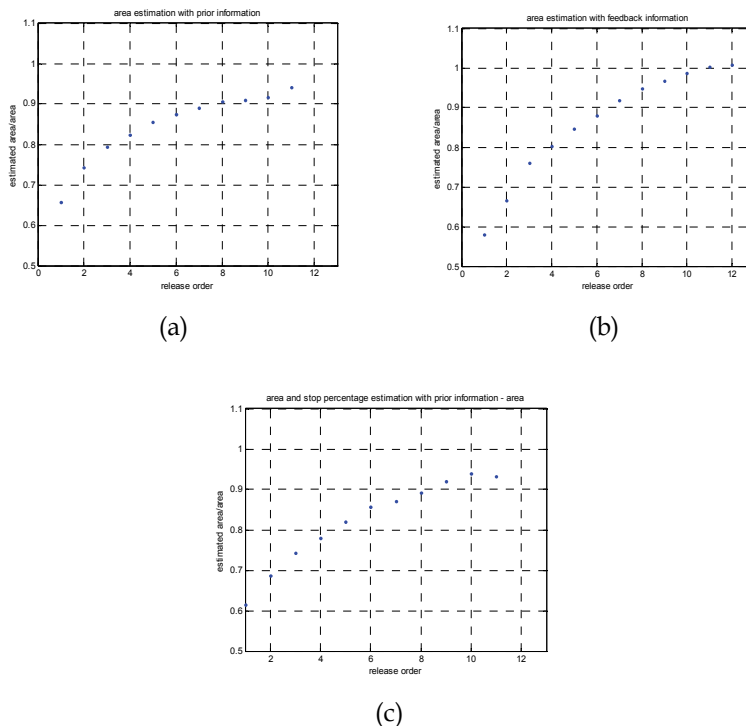 area estimation with prior information
1.1
1
0.9
0.8
0.7
0.6
0.5
estimated area/area
0 2 4 6 8 10 12
release order
(a)
area estimation with feedback information
1.1
1
0.9
0.8
0.7
0.6
0.5
estimated area/area
0 2 4 6 8 10 12
release order
(b)
area and stop percentage estimation with prior information - area
1.1
1
0.9
0.8
0.7
0.6
0.5
estimated area/area
2 4 6 8 10 12
release order
(c)